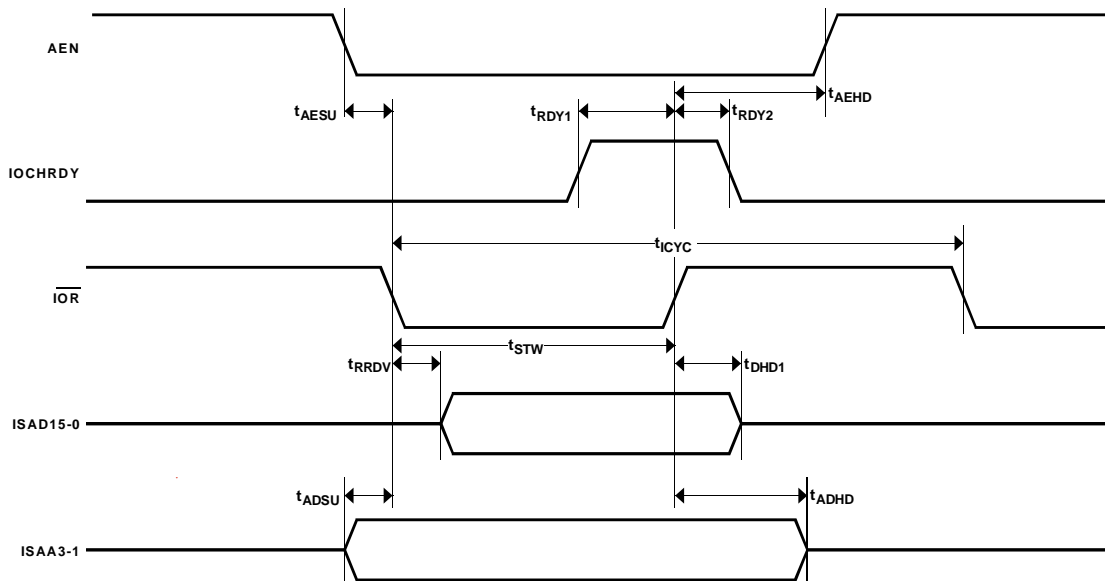 AEN
tAESU
tRDY1
tRDY2
tAEHD
IOCHRDY
tICYC
IOR
tSTW
tRRDV
tDHD1
ISAD15-0
tADSU
tADHD
ISAA3-1